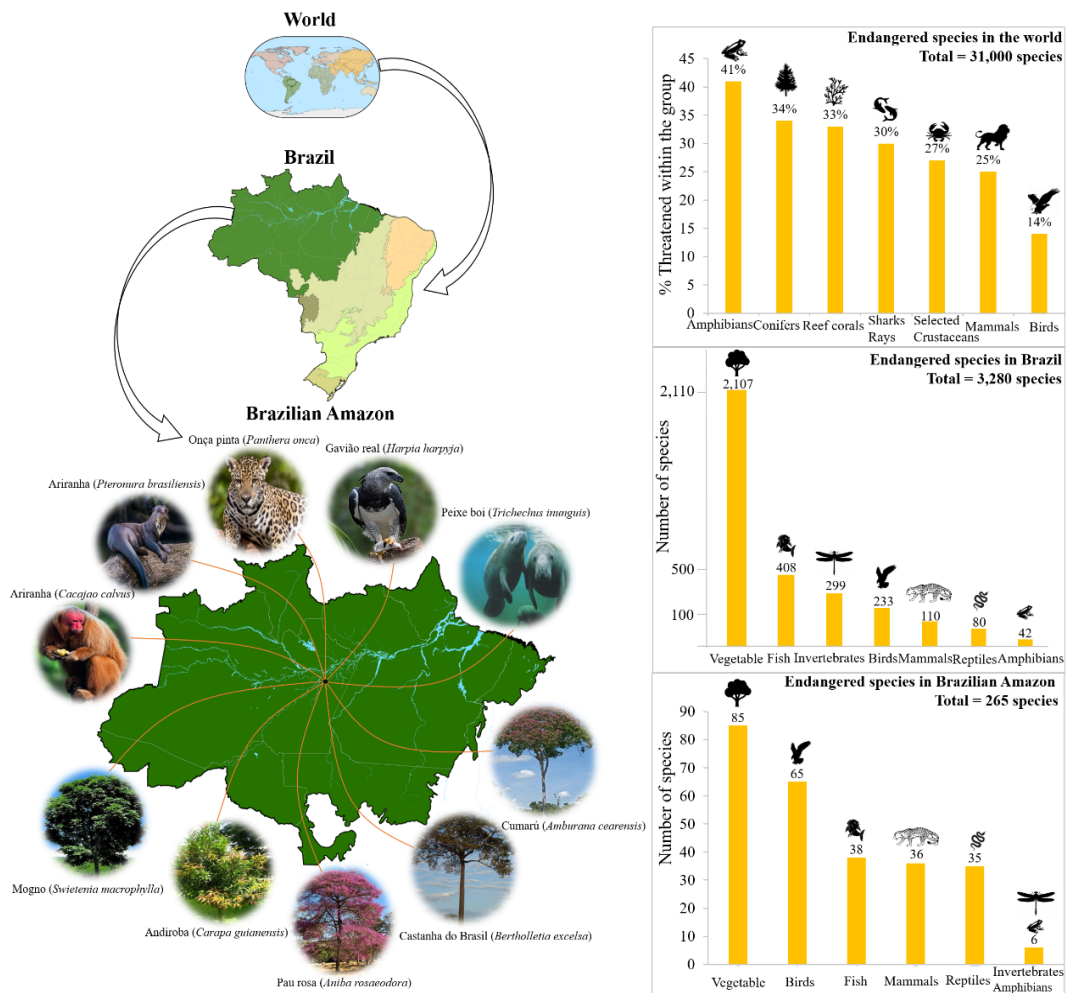 World
Brazil
Brazilian Amazon
Onça pinta (Panthera onca)
Gavião real (Harpia harpyja)
Ariranha (Pteronura brasiliensis)
Peixe boi (Trichechus inunguis)
Ariranha (Cacajao calvus)
Cumarú (Amburana cearensis)
Mogno (Swietenia macrophylla)
Andiroba (Carapa guianensis)
Castanha do Brasil (Bertholletia excelsa)
Pau rosa (Aniba rosaeodora)
Endangered species in the world
Total = 31,000 species
% Threatened within the group
45
40
35
30
25
20
15
10
5
0
41%
34%
33%
30%
27%
25%
14%
Amphibians
Conifers
Reef corals
Sharks
Rays
Selected
Crustaceans
Mammals
Birds
Endangered species in Brazil
Total = 3,280 species
Number of species
2,110
500
100
2,107
408
299
233
110
80
42
Vegetable
Fish
Invertebrates
Birds
Mammals
Reptiles
Amphibians
Endangered species in Brazilian Amazon
Total = 265 species
Number of species
90
80
70
60
50
40
30
20
10
0
85
65
38
36
35
6
Vegetable
Birds
Fish
Mammals
Reptiles
Invertebrates
Amphibians